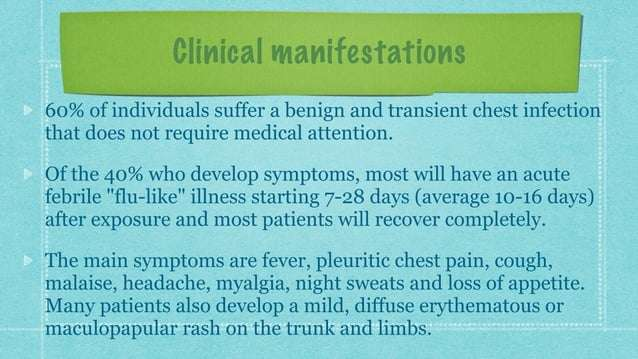 Clinical manifestations
60% of individuals suffer a benign and transient chest infection
that does not require medical attention.
Of the 40% who develop symptoms, most will have an acute
febrile "flu-like" illness starting 7-28 days (average 10-16 days)
after exposure and most patients will recover completely.
The main symptoms are fever, pleuritic chest pain, cough,
malaise, headache, myalgia, night sweats and loss of appetite.
Many patients also develop a mild, diffuse erythematous or
maculopapular rash on the trunk and limbs.